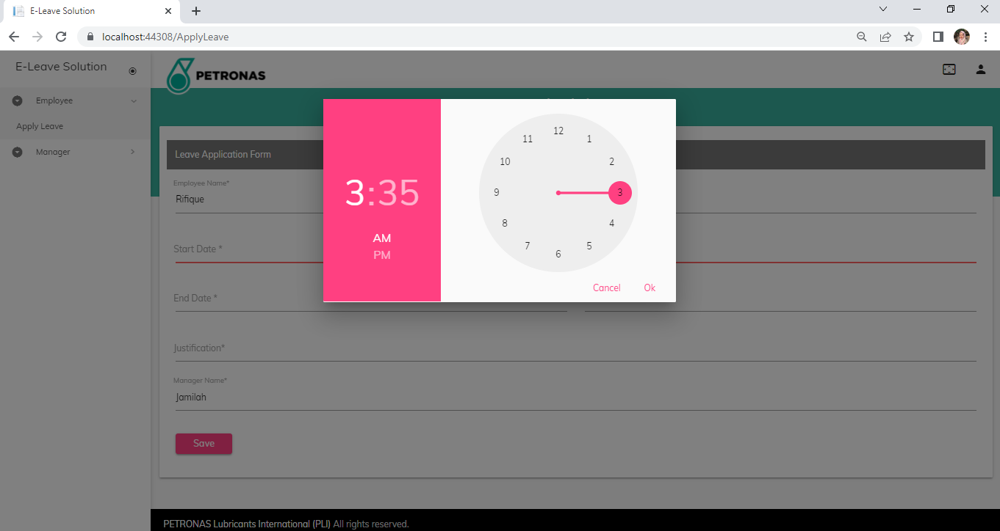 E-Leave Solution
localhost:44308/ApplyLeave
E-Leave Solution
PETRONAS
Employee
Apply Leave
Manager
Leave Application Form
Employee Name*
Rifique
Start Date *
End Date *
Justification*
Manager Name*
Jamilah
Save
3:35
AM
PM
12
1
2
3
4
5
6
7
8
9
10
11
Cancel
Ok
PETRONAS Lubricants International (PLI) All rights reserved.